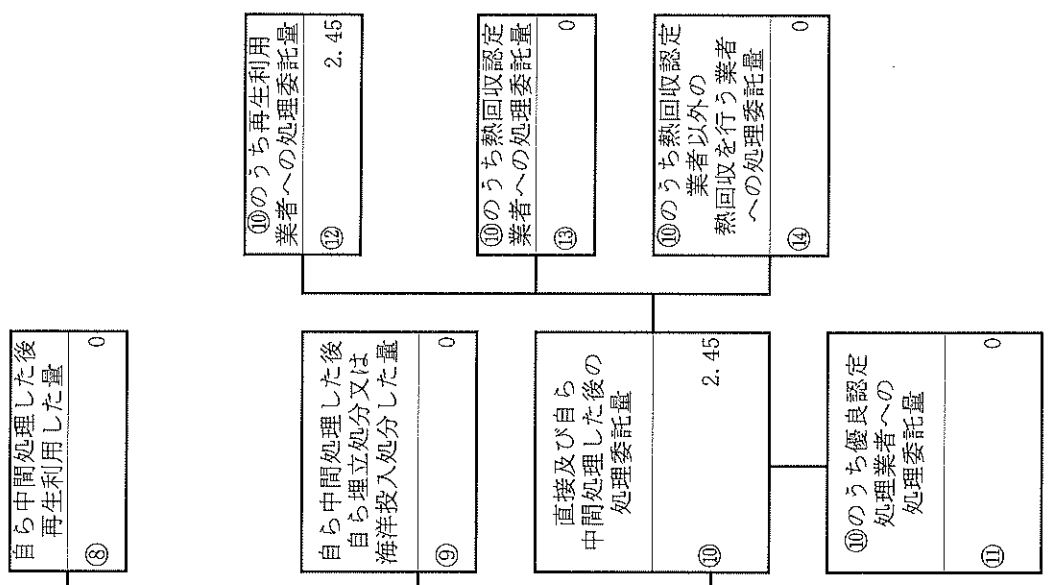 自ら中間処理した後
再生利用した量
⑧ 0
自ら中間処理した後
自ら埋立処分又は
海洋投入処分した量
⑨ 0
直接及び自ら
中間処理した後の
処理委託量
⑩ 2.45
⑩のうち優良認定
処理業者への
処理委託量
⑪ 0
⑩のうち再生利用
業者への処理委託量
⑫ 2.45
⑩のうち熱回収認定
業者への処理委託量
⑬ 0
⑩のうち熱回収認定
業者以外の
熱回収を行う業者
への処理委託量
⑭ 0